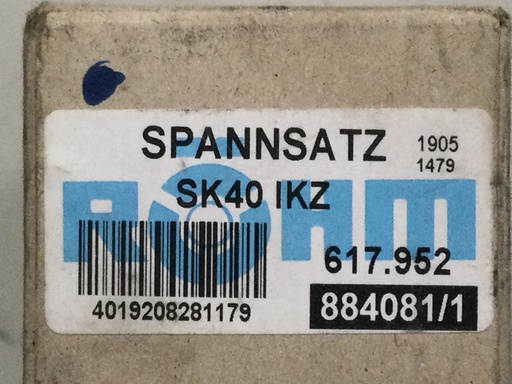 SPANNSATZ 1905
1479
SK40 IKZ
RÖHM
617.952
4019208281179
884081/1